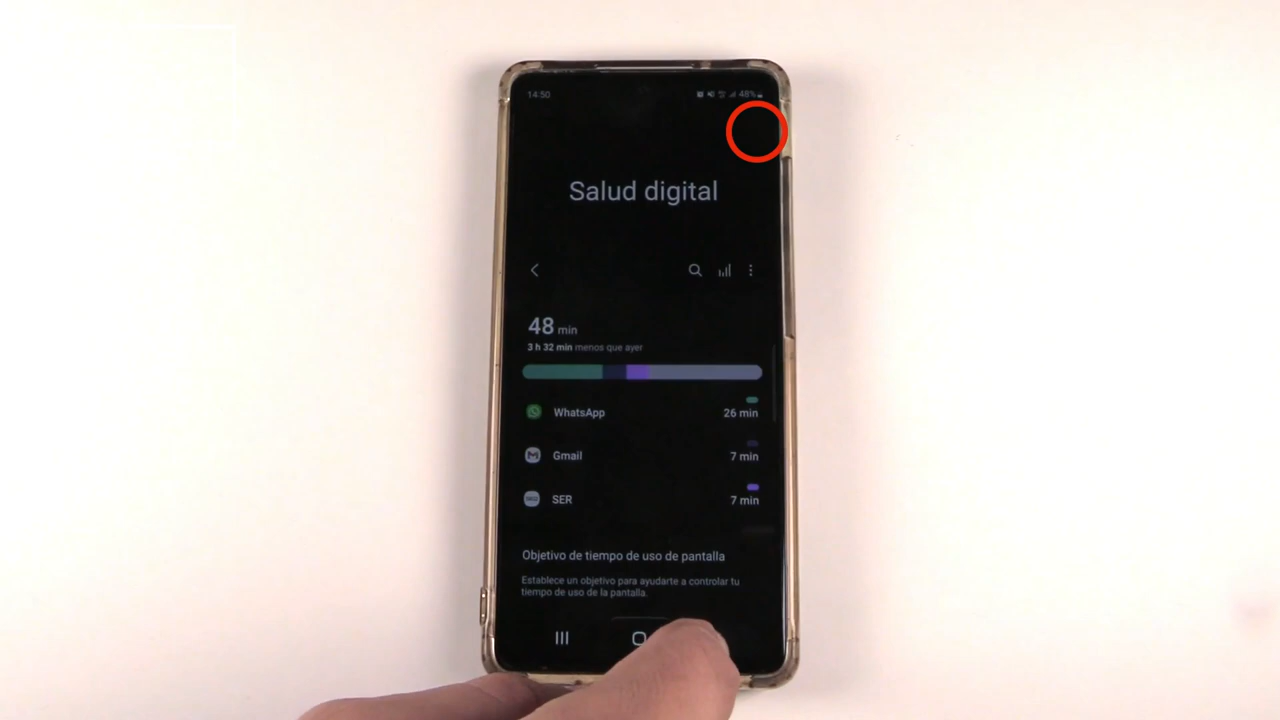 14:50
48%
Salud digital
48 min
3 h 32 min menos que ayer
WhatsApp
26 min
Gmail
7 min
SER
7 min
Objetivo de tiempo de uso de pantalla
Establece un objetivo para ayudarte a controlar tu
tiempo de uso de la pantalla.